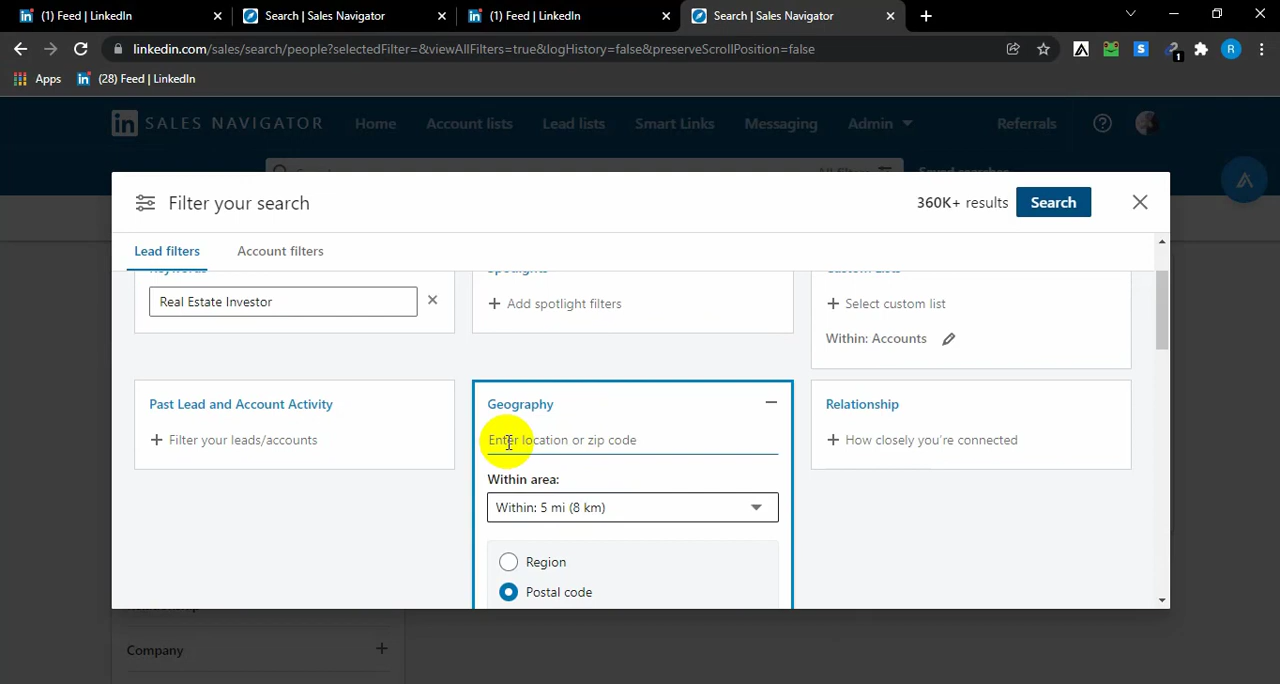 (1) Feed | LinkedIn
Search | Sales Navigator
(1) Feed | LinkedIn
Search | Sales Navigator
linkedin.com/sales/search/people?selectedFilter=&viewAllFilters=true&logHistory=false&preserveScrollPosition=false
1
R
Apps
(28) Feed | LinkedIn
in SALES NAVIGATOR
Home
Account lists
Lead lists
Smart Links
Messaging
Admin
Referrals
Filter your search
360K+ results
Search
Lead filters
Account filters
Keywords
Spotlights
Custom Lists
Real Estate Investor
+ Add spotlight filters
+ Select custom list
Within: Accounts
Past Lead and Account Activity
+ Filter your leads/accounts
Geography
Enter location or zip code
Within area:
Within: 5 mi (8 km)
Region
Postal code
Relationship
+ How closely you're connected
Relationship
Company